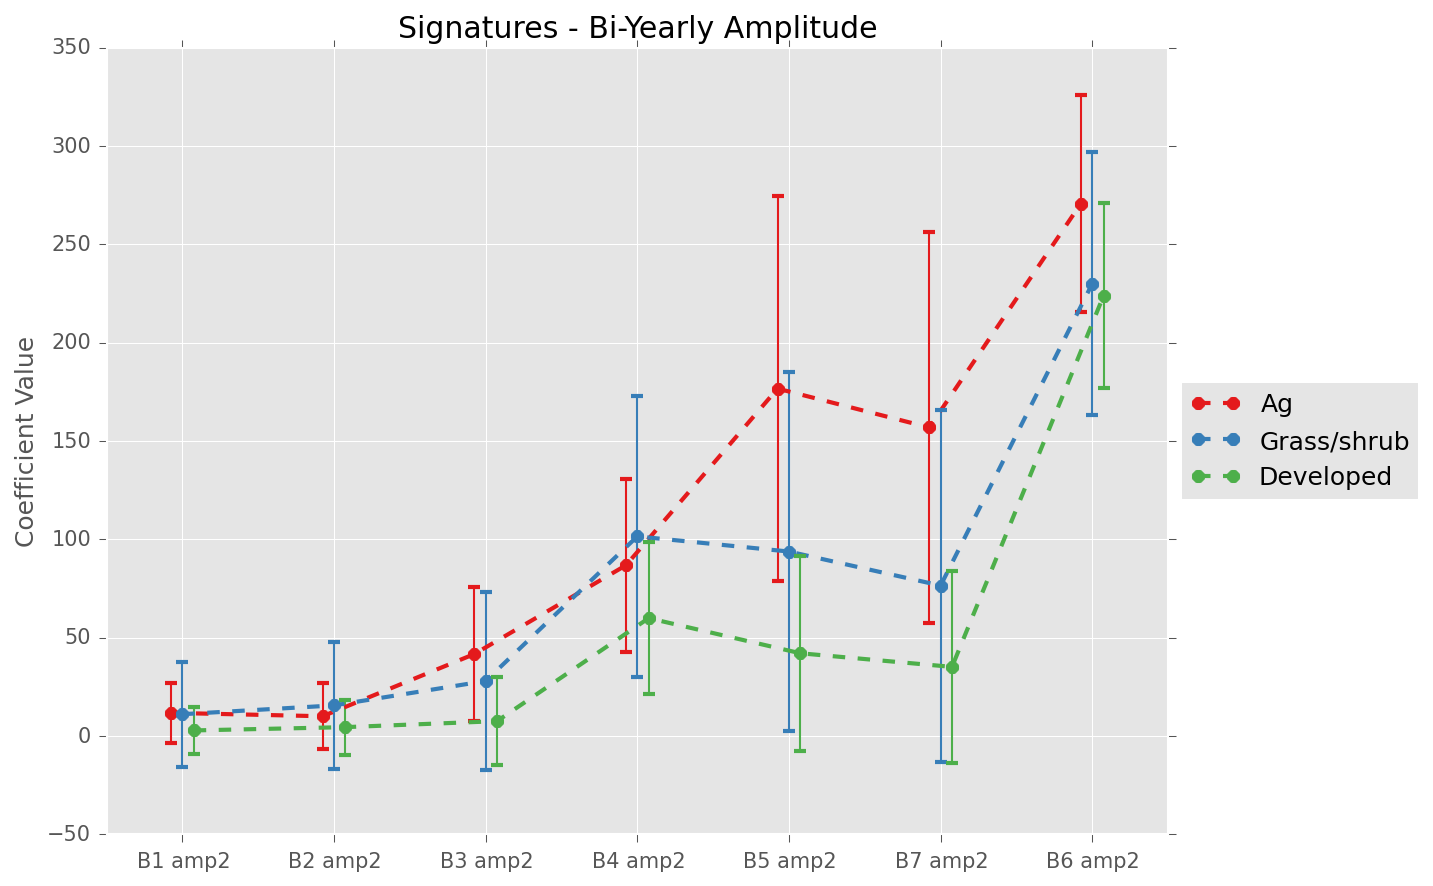 Signatures - Bi-Yearly Amplitude
350
300
250
200
150
100
50
0
−50
Coefficient Value
B1 amp2
B2 amp2
B3 amp2
B4 amp2
B5 amp2
B7 amp2
B6 amp2
Ag
Grass/shrub
Developed